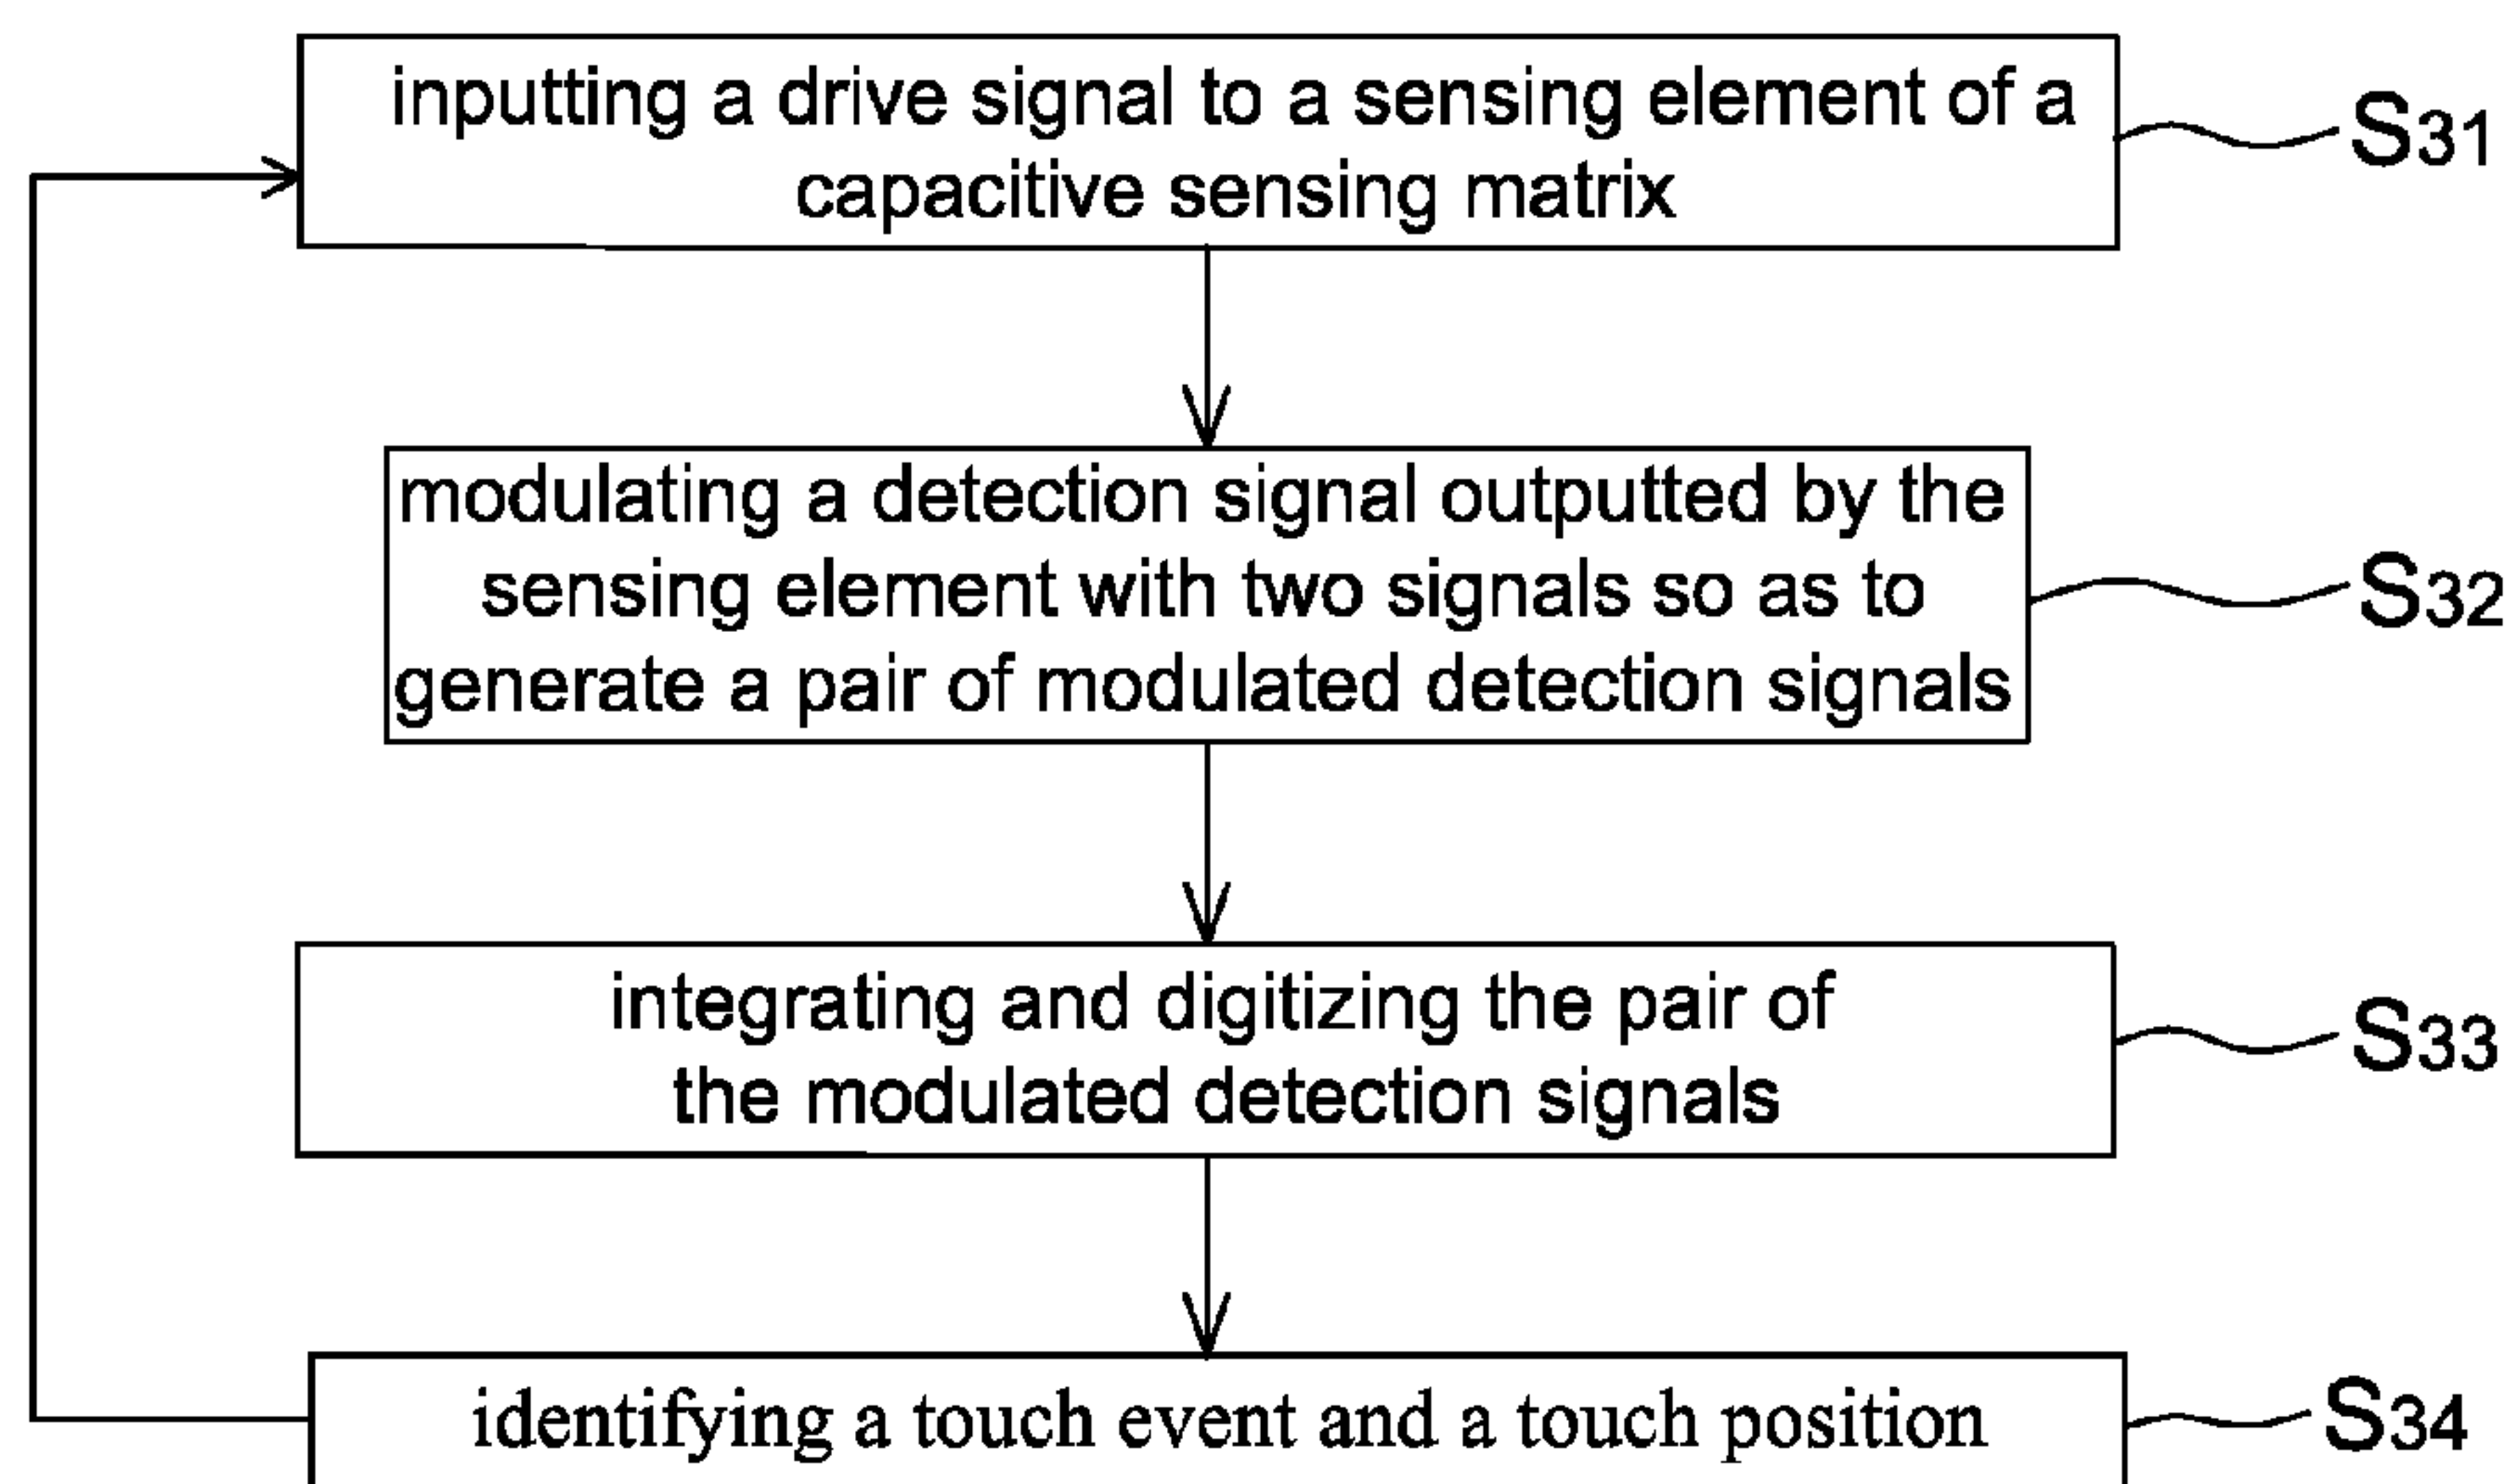 inputting a drive signal to a sensing element of a
capacitive sensing matrix
S31
modulating a detection signal outputted by the
sensing element with two signals so as to
generate a pair of modulated detection signals
S32
integrating and digitizing the pair of
the modulated detection signals
S33
identifying a touch event and a touch position
S34